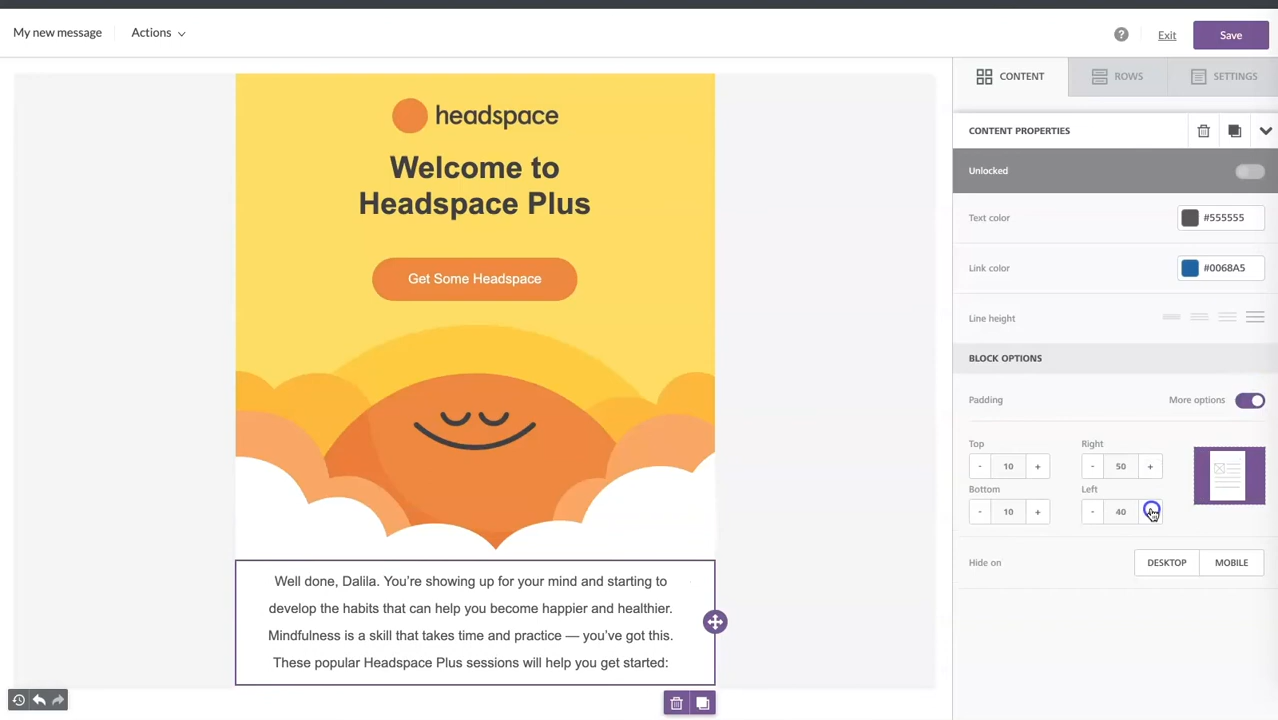 My new message
Actions
?
Exit
Save
CONTENT
ROWS
SETTINGS
headspace
Welcome to
Headspace Plus
Get Some Headspace
Well done, Dalila. You’re showing up for your mind and starting to
develop the habits that can help you become happier and healthier.
Mindfulness is a skill that takes time and practice — you’ve got this.
These popular Headspace Plus sessions will help you get started:
CONTENT PROPERTIES
Unlocked
Text color
#555555
Link color
#0068A5
Line height
BLOCK OPTIONS
Padding
More options
Top
Right
- 10 +
- 50 +
Bottom
Left
- 10 +
- 40
Hide on
DESKTOP
MOBILE